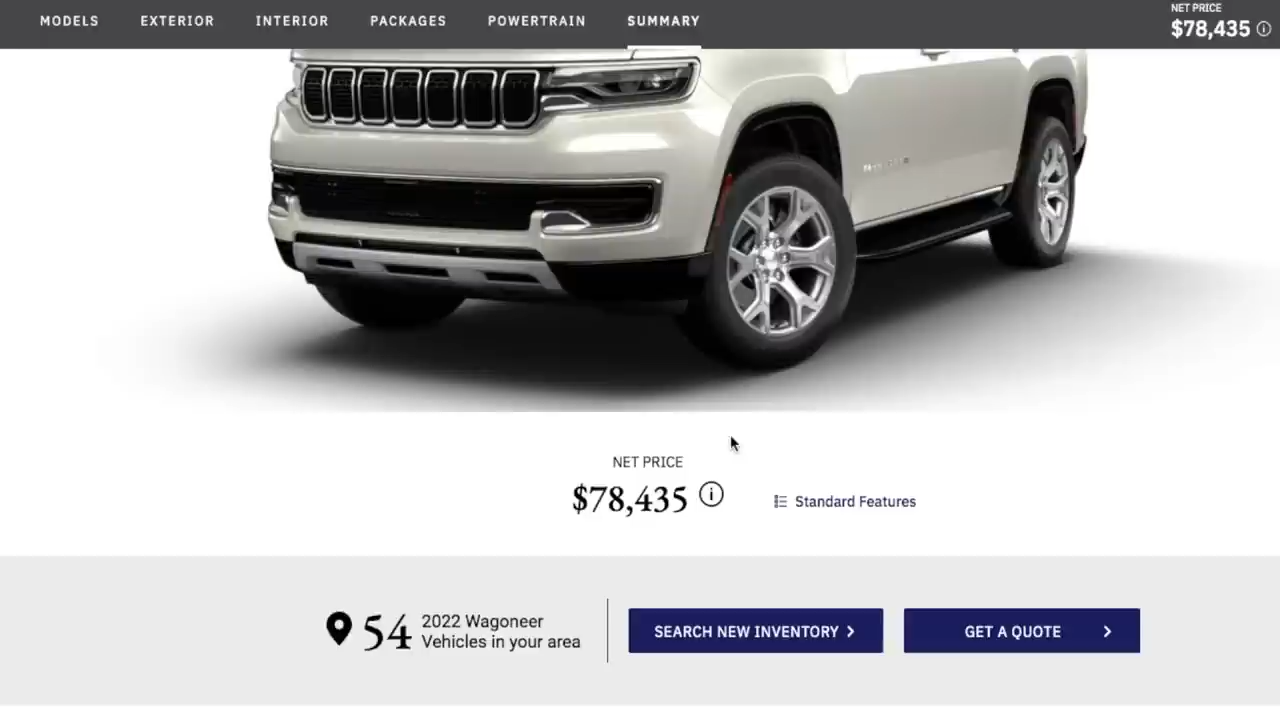 MODELS EXTERIOR INTERIOR PACKAGES POWERTRAIN SUMMARY
NET PRICE
$78,435
NET PRICE
$78,435
Standard Features
54
2022 Wagoneer
Vehicles in your area
SEARCH NEW INVENTORY
GET A QUOTE